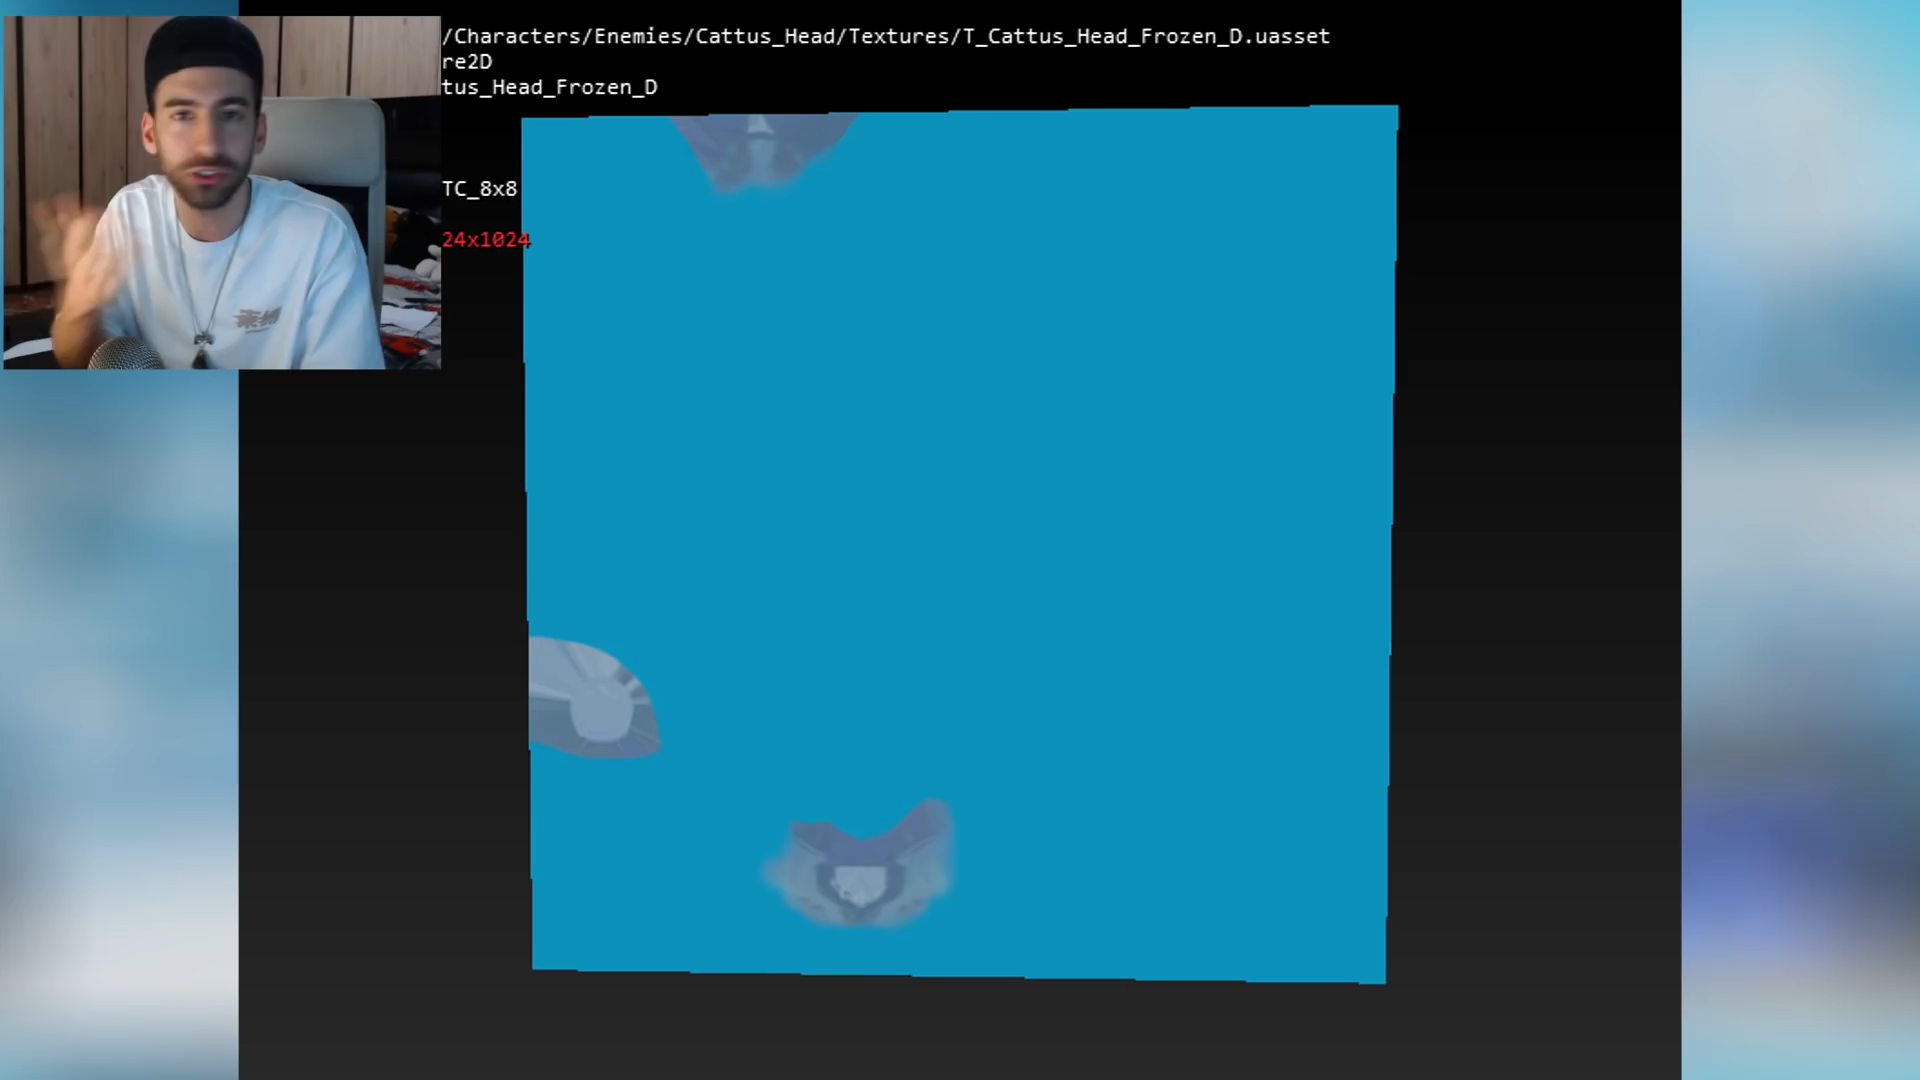 /Characters/Enemies/Cattus_Head/Textures/T_Cattus_Head_Frozen_D.uasset
re2D
tus_Head_Frozen_D
TC_8x8
24x1024